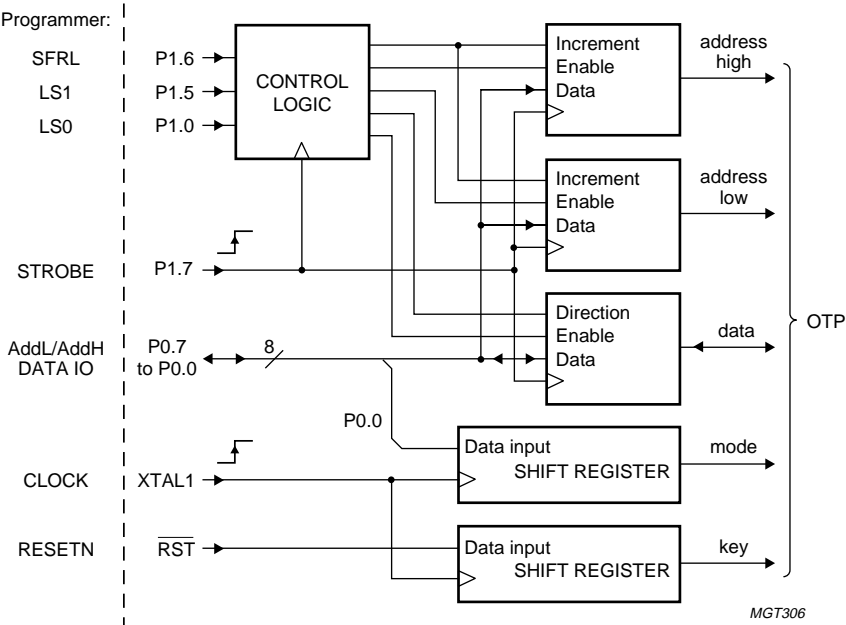 Programmer:
SFRL
LS1
LS0
P1.6
P1.5
P1.0
CONTROL
LOGIC
Increment
Enable
Data
address
high
Increment
Enable
Data
address
low
STROBE
P1.7
Direction
Enable
Data
data
OTP
AddL/AddH
DATA IO
P0.7
to P0.0
8
P0.0
Data input
SHIFT REGISTER
mode
CLOCK
XTAL1
RESETN
RST
Data input
SHIFT REGISTER
key
MGT306